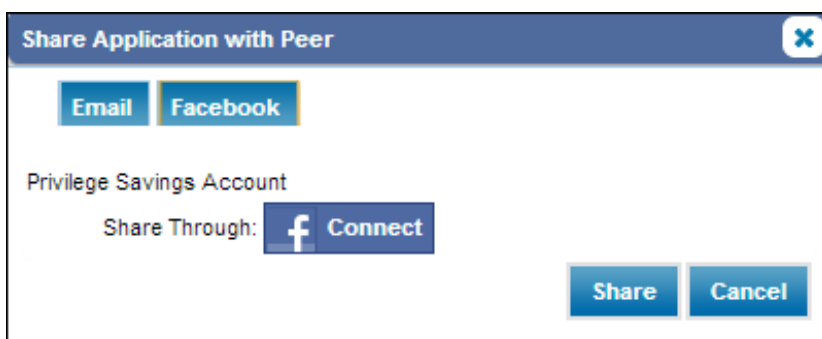 Share Application with Peer
Email Facebook
Privilege Savings Account
Share Through: f Connect
Share Cancel